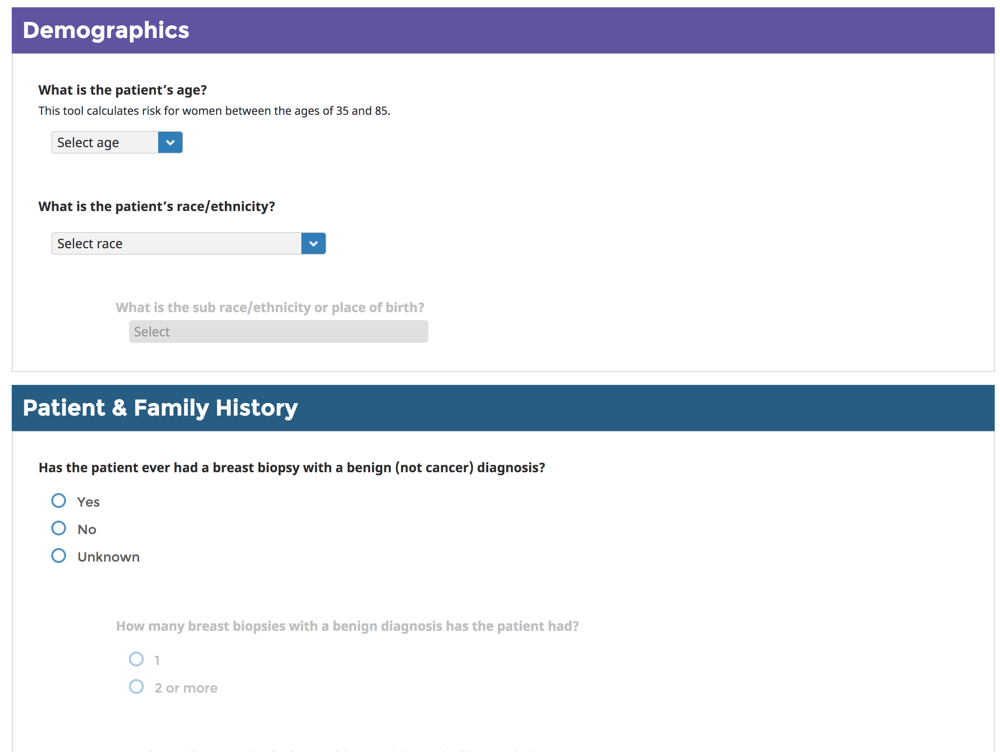 Demographics
What is the patient’s age?
This tool calculates risk for women between the ages of 35 and 85.
Select age
What is the patient’s race/ethnicity?
Select race
What is the sub race/ethnicity or place of birth?
Select
Patient & Family History
Has the patient ever had a breast biopsy with a benign (not cancer) diagnosis?
Yes
No
Unknown
How many breast biopsies with a benign diagnosis has the patient had?
1
2 or more